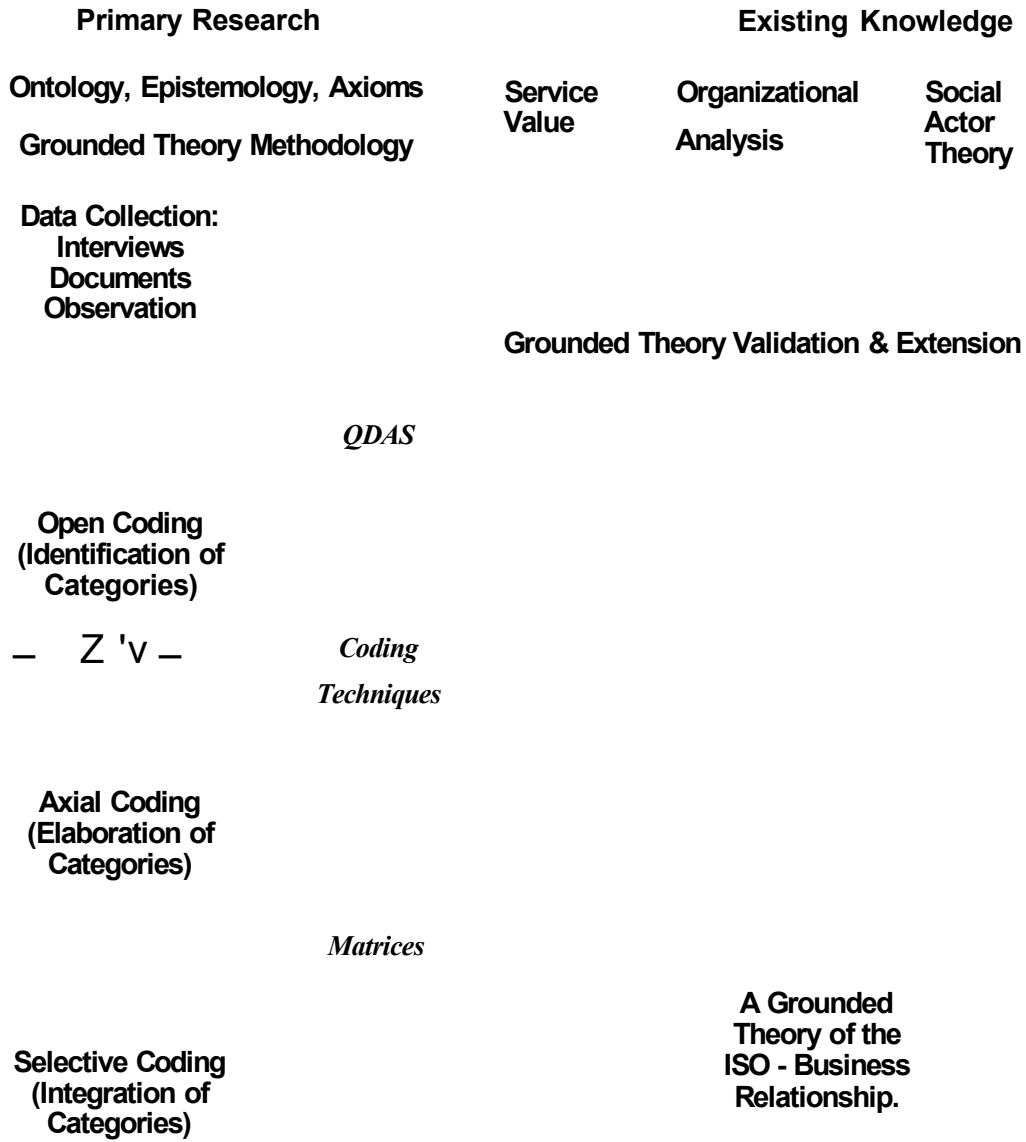 Primary Research
Existing Knowledge
Ontology, Epistemology, Axioms
Grounded Theory Methodology
Service
Value
Organizational
Analysis
Social
Actor
Theory
Data Collection:
Interviews
Documents
Observation
Grounded Theory Validation & Extension
QDAS
Open Coding
(Identification of
Categories)
– Z 'v –
Coding
Techniques
Axial Coding
(Elaboration of
Categories)
Matrices
A Grounded
Theory of the
ISO - Business
Relationship.
Selective Coding
(Integration of
Categories)